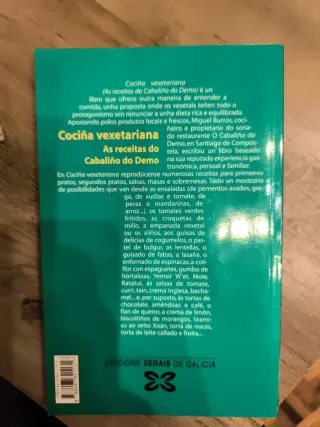 Cociña vexetariana
(As receitas do Cabaliño do Demo) é un
libro que ofrece outra maneira de entender a
comida, unha proposta onde os vexetais teñen todo o
protagonismo sen renunciar a unha dieta rica e equilibrada.
Apostando polos produtos locais e frescos, Miguel Burros, coci-
ñeiro e propietario do sona-
do restaurante O Cabaliño do
Demo, en Santiago de Compos-
tela, escribiu un libro baseado
na súa reputada experiencia gas-
tronómica, persoal e familiar.
Cociña vexetariana
As receitas do
Cabaliño do Demo
En Cociña vexetariana reprodúcense numerosas receitas para primeiros
pratos, segundos pratos, salsas, masas e sobremesas. Todo un mostrario
de posibilidades que van desde as ensaladas (de pementos asados, gre-
ga, de xudías e tomate, de
peras e mandarinas, de
arroz...), os tomates verdes
fritidos, as croquetas de
millo, a empanada vexetal
ou os aliños, aos guisos de
delicias de cogumelos, o pas-
tel de bulgur, as lentellas, o
guisado de fabas, a lasaña, o
enfornado de espinacas, a coli-
flor con espaguetes, gumbo de
hortalizas, Yemsir W'et, Mole,
Ratatui, ás salsas de tomate,
curri, tain, crema inglesa, becha-
mel... e, por suposto, ás tortas de
chocolate, améndoas e café, o
flan de queixo, a crema de limón,
biscoitiños de morangos, tirami-
sú ao xeito Xoán, torta de noces,
torta de leite callado e froita...
EDICIÓNS XERAIS DE GALICIA